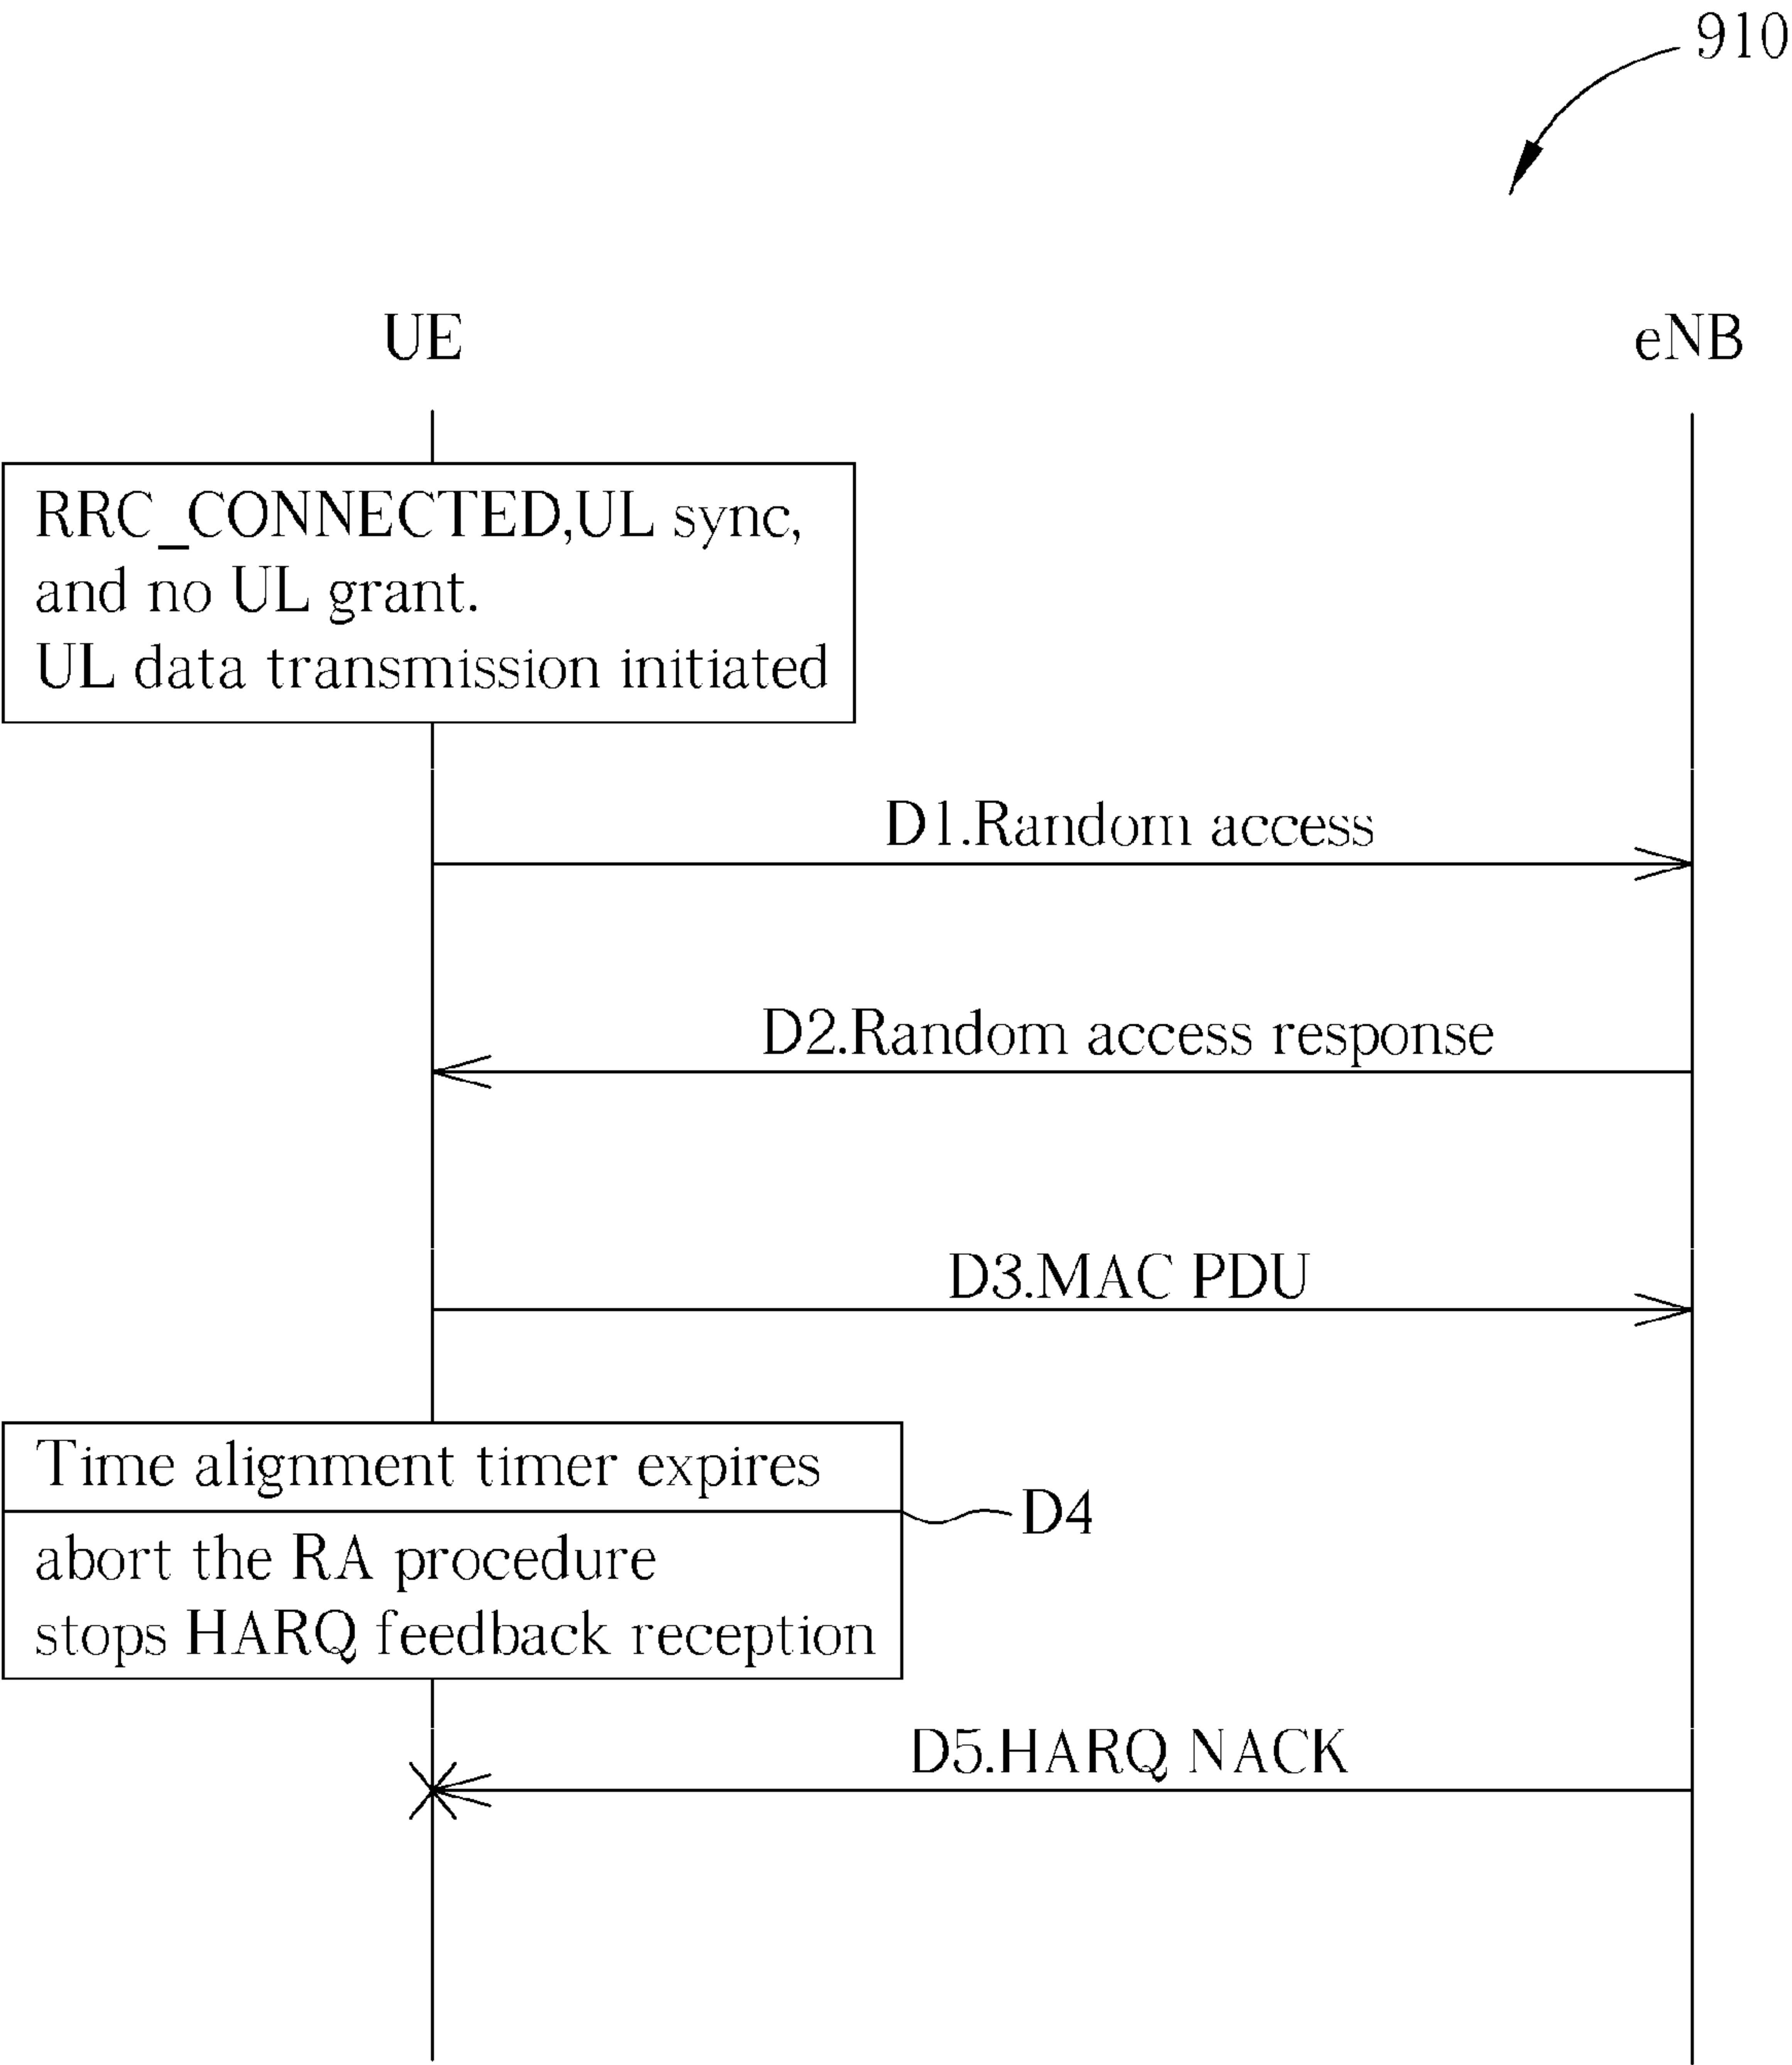 910
UE
eNB
RRC_CONNECTED,UL sync,
and no UL grant.
UL data transmission initiated
D1.Random access
D2.Random access response
D3.MAC PDU
Time alignment timer expires
D4
abort the RA procedure
stops HARQ feedback reception
D5.HARQ NACK